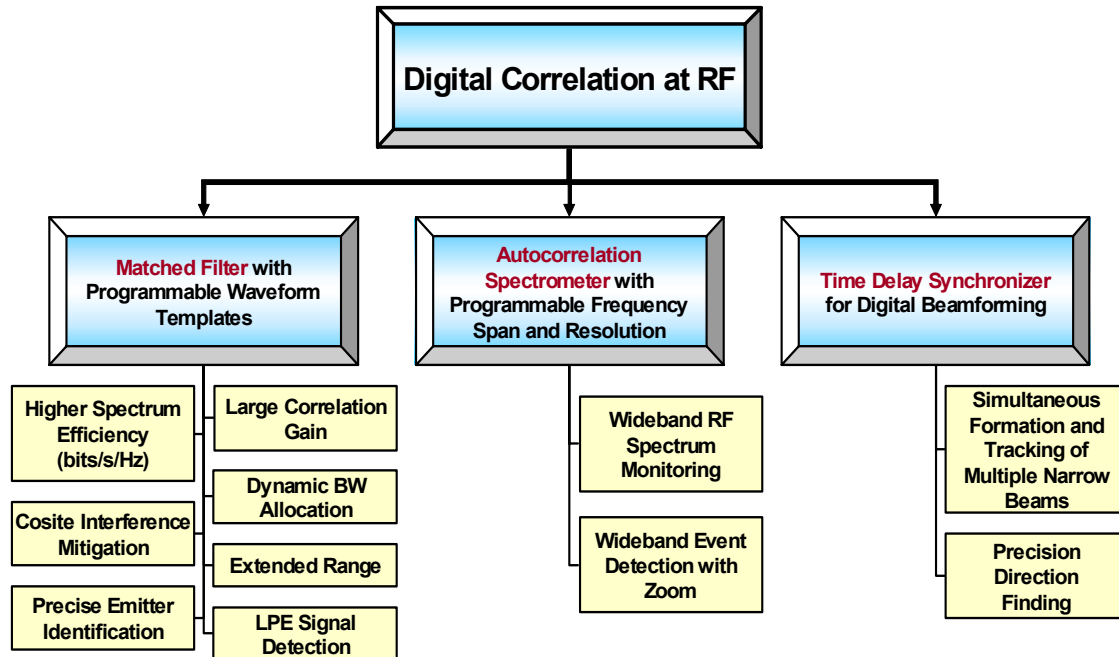 Digital Correlation at RF
Matched Filter with
Programmable Waveform
Templates
Autocorrelation
Spectrometer with
Programmable Frequency
Span and Resolution
Time Delay Synchronizer
for Digital Beamforming
Higher Spectrum
Efficiency
(bits/s/Hz)
Cosite Interference
Mitigation
Precise Emitter
Identification
Large Correlation
Gain
Dynamic BW
Allocation
Extended Range
LPE Signal
Detection
Wideband RF
Spectrum
Monitoring
Wideband Event
Detection with
Zoom
Simultaneous
Formation and
Tracking of
Multiple Narrow
Beams
Precision
Direction
Finding